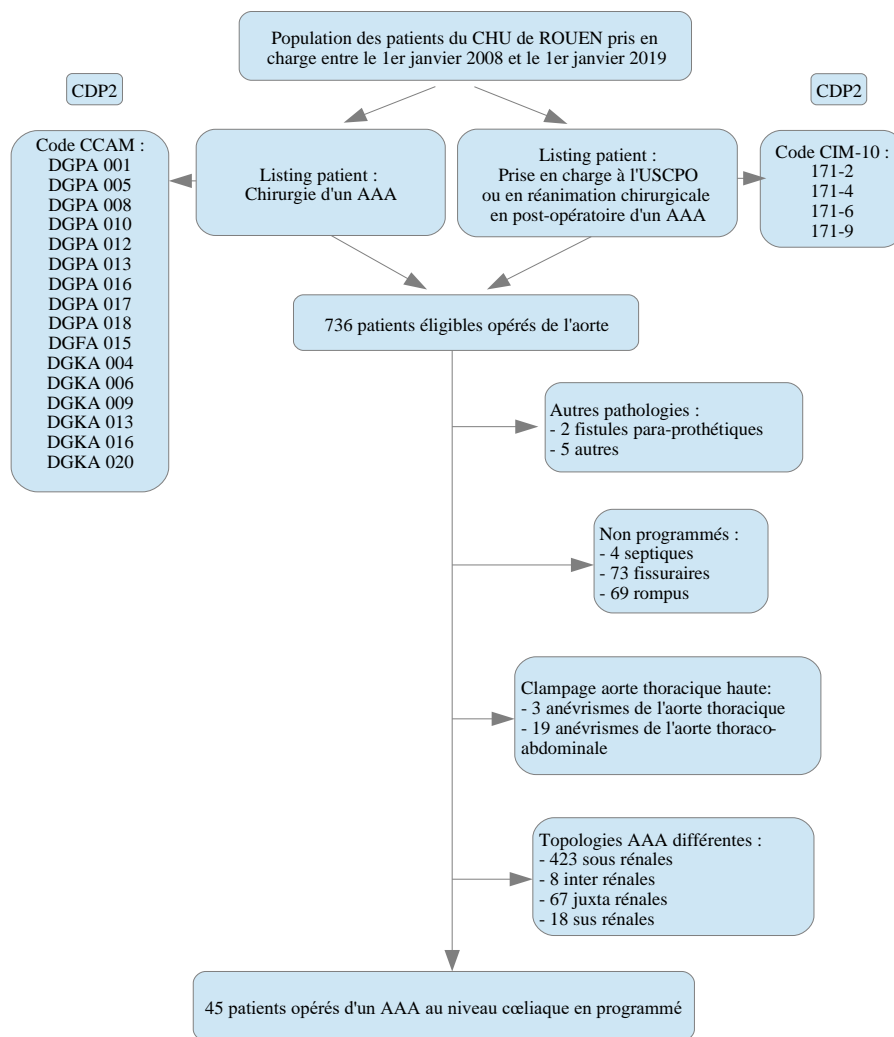 Population des patients du CHU de ROUEN pris en
charge entre le 1er janvier 2008 et le 1er janvier 2019
CDP2
Code CCAM :
DGPA 001
DGPA 005
DGPA 008
DGPA 010
DGPA 012
DGPA 013
DGPA 016
DGPA 017
DGPA 018
DGFA 015
DGKA 004
DGKA 006
DGKA 009
DGKA 013
DGKA 016
DGKA 020
Listing patient :
Chirurgie d'un AAA
Listing patient :
Prise en charge à l'USCPO
ou en réanimation chirurgicale
en post-opératoire d'un AAA
CDP2
Code CIM-10 :
171-2
171-4
171-6
171-9
736 patients éligibles opérés de l'aorte
Autres pathologies :
- 2 fistules para-prothétiques
- 5 autres
Non programmés :
- 4 septiques
- 73 fissuraires
- 69 rompus
Clampage aorte thoracique haute:
- 3 anévrismes de l'aorte thoracique
- 19 anévrismes de l'aorte thoraco-
abdominale
Topologies AAA différentes :
- 423 sous rénales
- 8 inter rénales
- 67 juxta rénales
- 18 sus rénales
45 patients opérés d'un AAA au niveau cœliaque en programmé